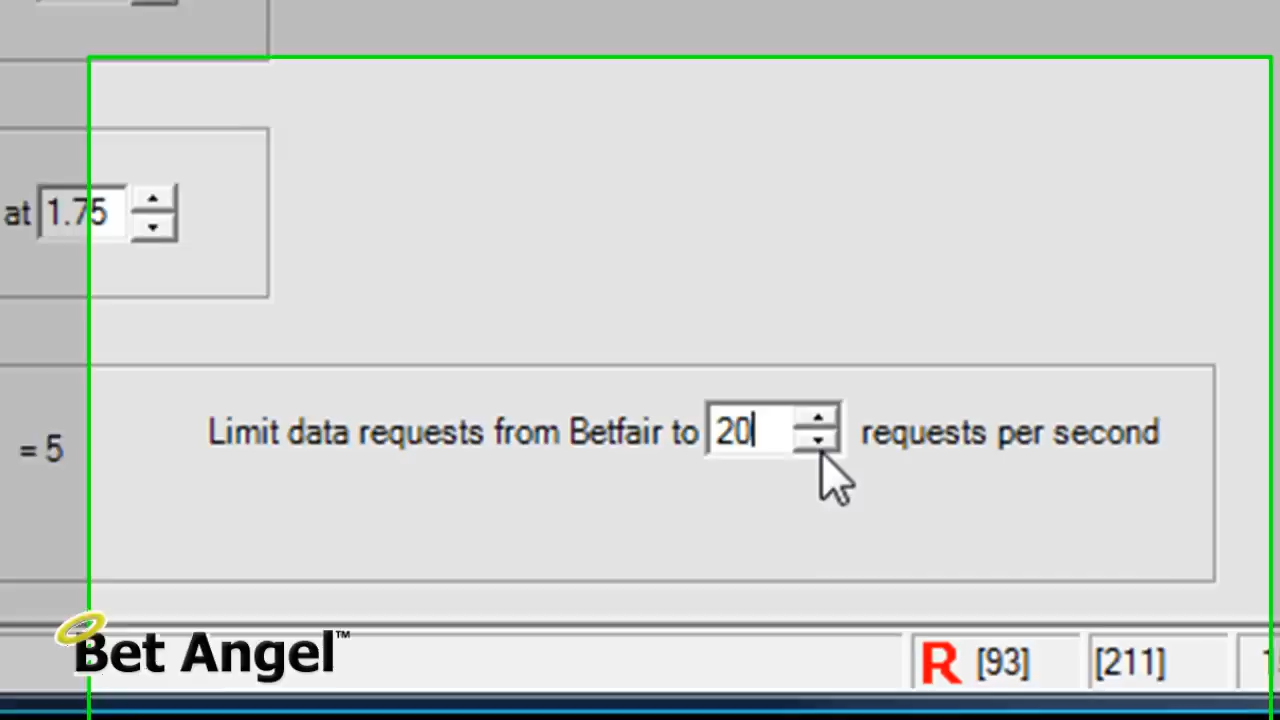 at 1.75
= 5
Limit data requests from Betfair to 20 requests per second
Bet Angel™
R [93] [211]